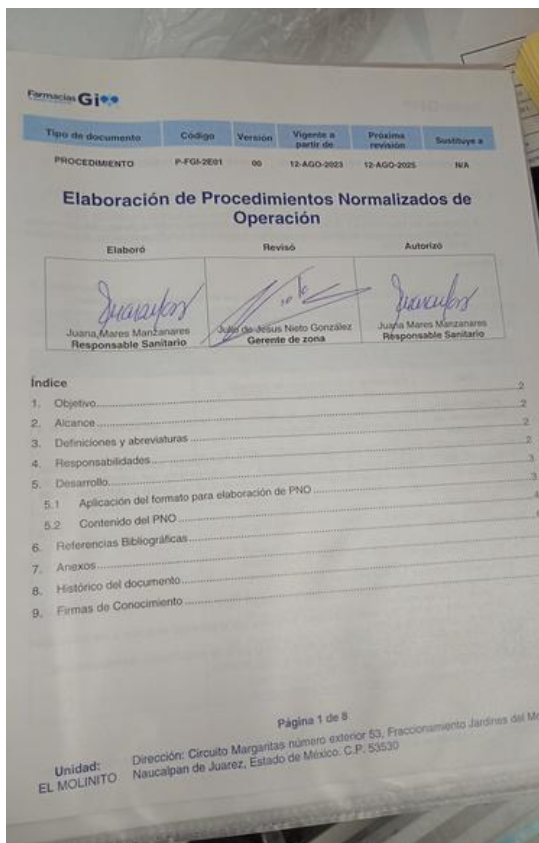 Farmacias Gi
Tipo de documento Código Versión Vigente a partir de Próxima revisión Sustituye a
PROCEDIMIENTO P-FGI-2E01 00 12-AGO-2023 12-AGO-2025 N/A
Elaboración de Procedimientos Normalizados de
Operación
Elaboró Revisó Autorizó
Juana Mares Manzanares Julio de Jesus Nieto González Juana Mares Manzanares
Responsable Sanitario Gerente de zona Responsable Sanitario
Índice
1. Objetivo 2
2. Alcance 2
3. Definiciones y abreviaturas 2
4. Responsabilidades 2
5. Desarrollo 3
5.1 Aplicación del formato para elaboración de PNO 3
5.2 Contenido del PNO
6. Referencias Bibliográficas
7. Anexos
8. Histórico del documento
9. Firmas de Conocimiento
Página 1 de 8
Unidad: Dirección: Circuito Margaritas número exterior 53, Fraccionamiento Jardines del
EL MOLINITO Naucalpan de Juarez, Estado de México. C.P. 53530